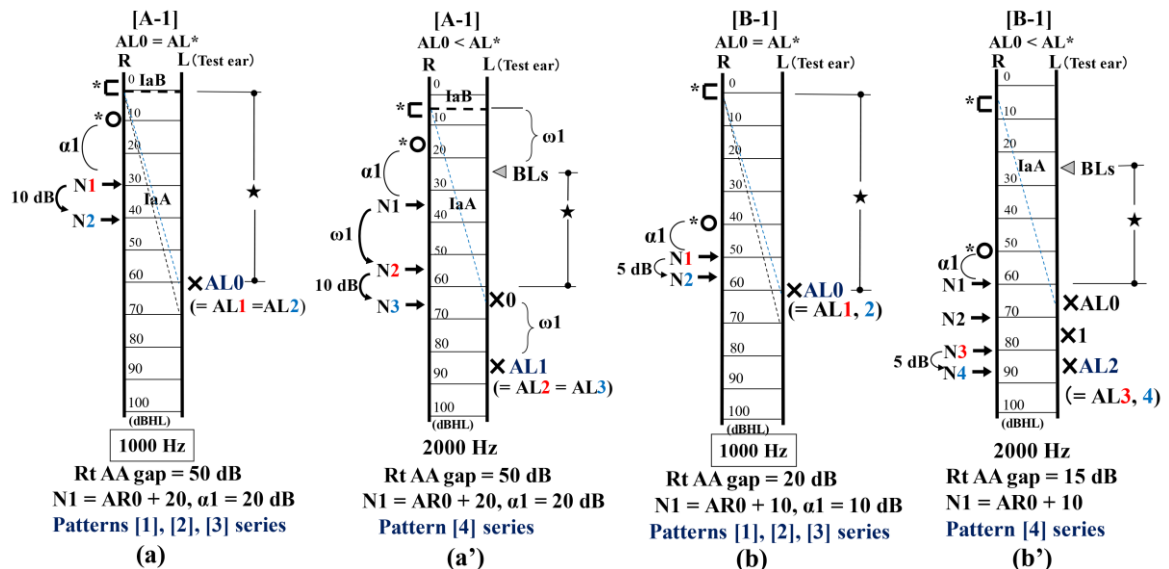 [A-1]
AL0 = AL*
R L (Test ear)
0
IaB
*
10
* O
α1
20
N1
30
10 dB
IaA
N2
40
50
60
X AL0
(= AL1 =AL2)
70
80
90
100
(dBHL)
1000 Hz
Rt AA gap = 50 dB
N1 = AR0 + 20, α1 = 20 dB
Patterns [1], [2], [3] series
(a)
★
[A-1']
AL0 < AL*
R L (Test ear)
0
IaB
*
10
ω1
* O
20
α1
BLs
30
N1
IaA
★
40
ω1
50
N2
10 dB
60
N3
X 0
70
ω1
80
X AL1
90
(= AL2 = AL3)
100
(dBHL)
2000 Hz
Rt AA gap = 50 dB
N1 = AR0 + 20, α1 = 20 dB
Pattern [4] series
(a’)
[B-1]
AL0 = AL*
R L (Test ear)
0
*
10
20
30
★
* O
40
α1
N1
50
5 dB
N2
60
X AL0
(= AL1, 2)
70
80
90
100
(dBHL)
1000 Hz
Rt AA gap = 20 dB
N1 = AR0 + 10, α1 = 10 dB
Patterns [1], [2], [3] series
(b)
[B-1]
AL0 < AL*
R L (Test ear)
0
*
10
20
IaA
BLs
30
40
★
* O
50
α1
N1
60
X AL0
N2
70
X 1
N3
80
5 dB
X AL2
N4
90
(= AL3, 4)
100
(dBHL)
2000 Hz
Rt AA gap = 15 dB
N1 = AR0 + 10
Pattern [4] series
(b’)